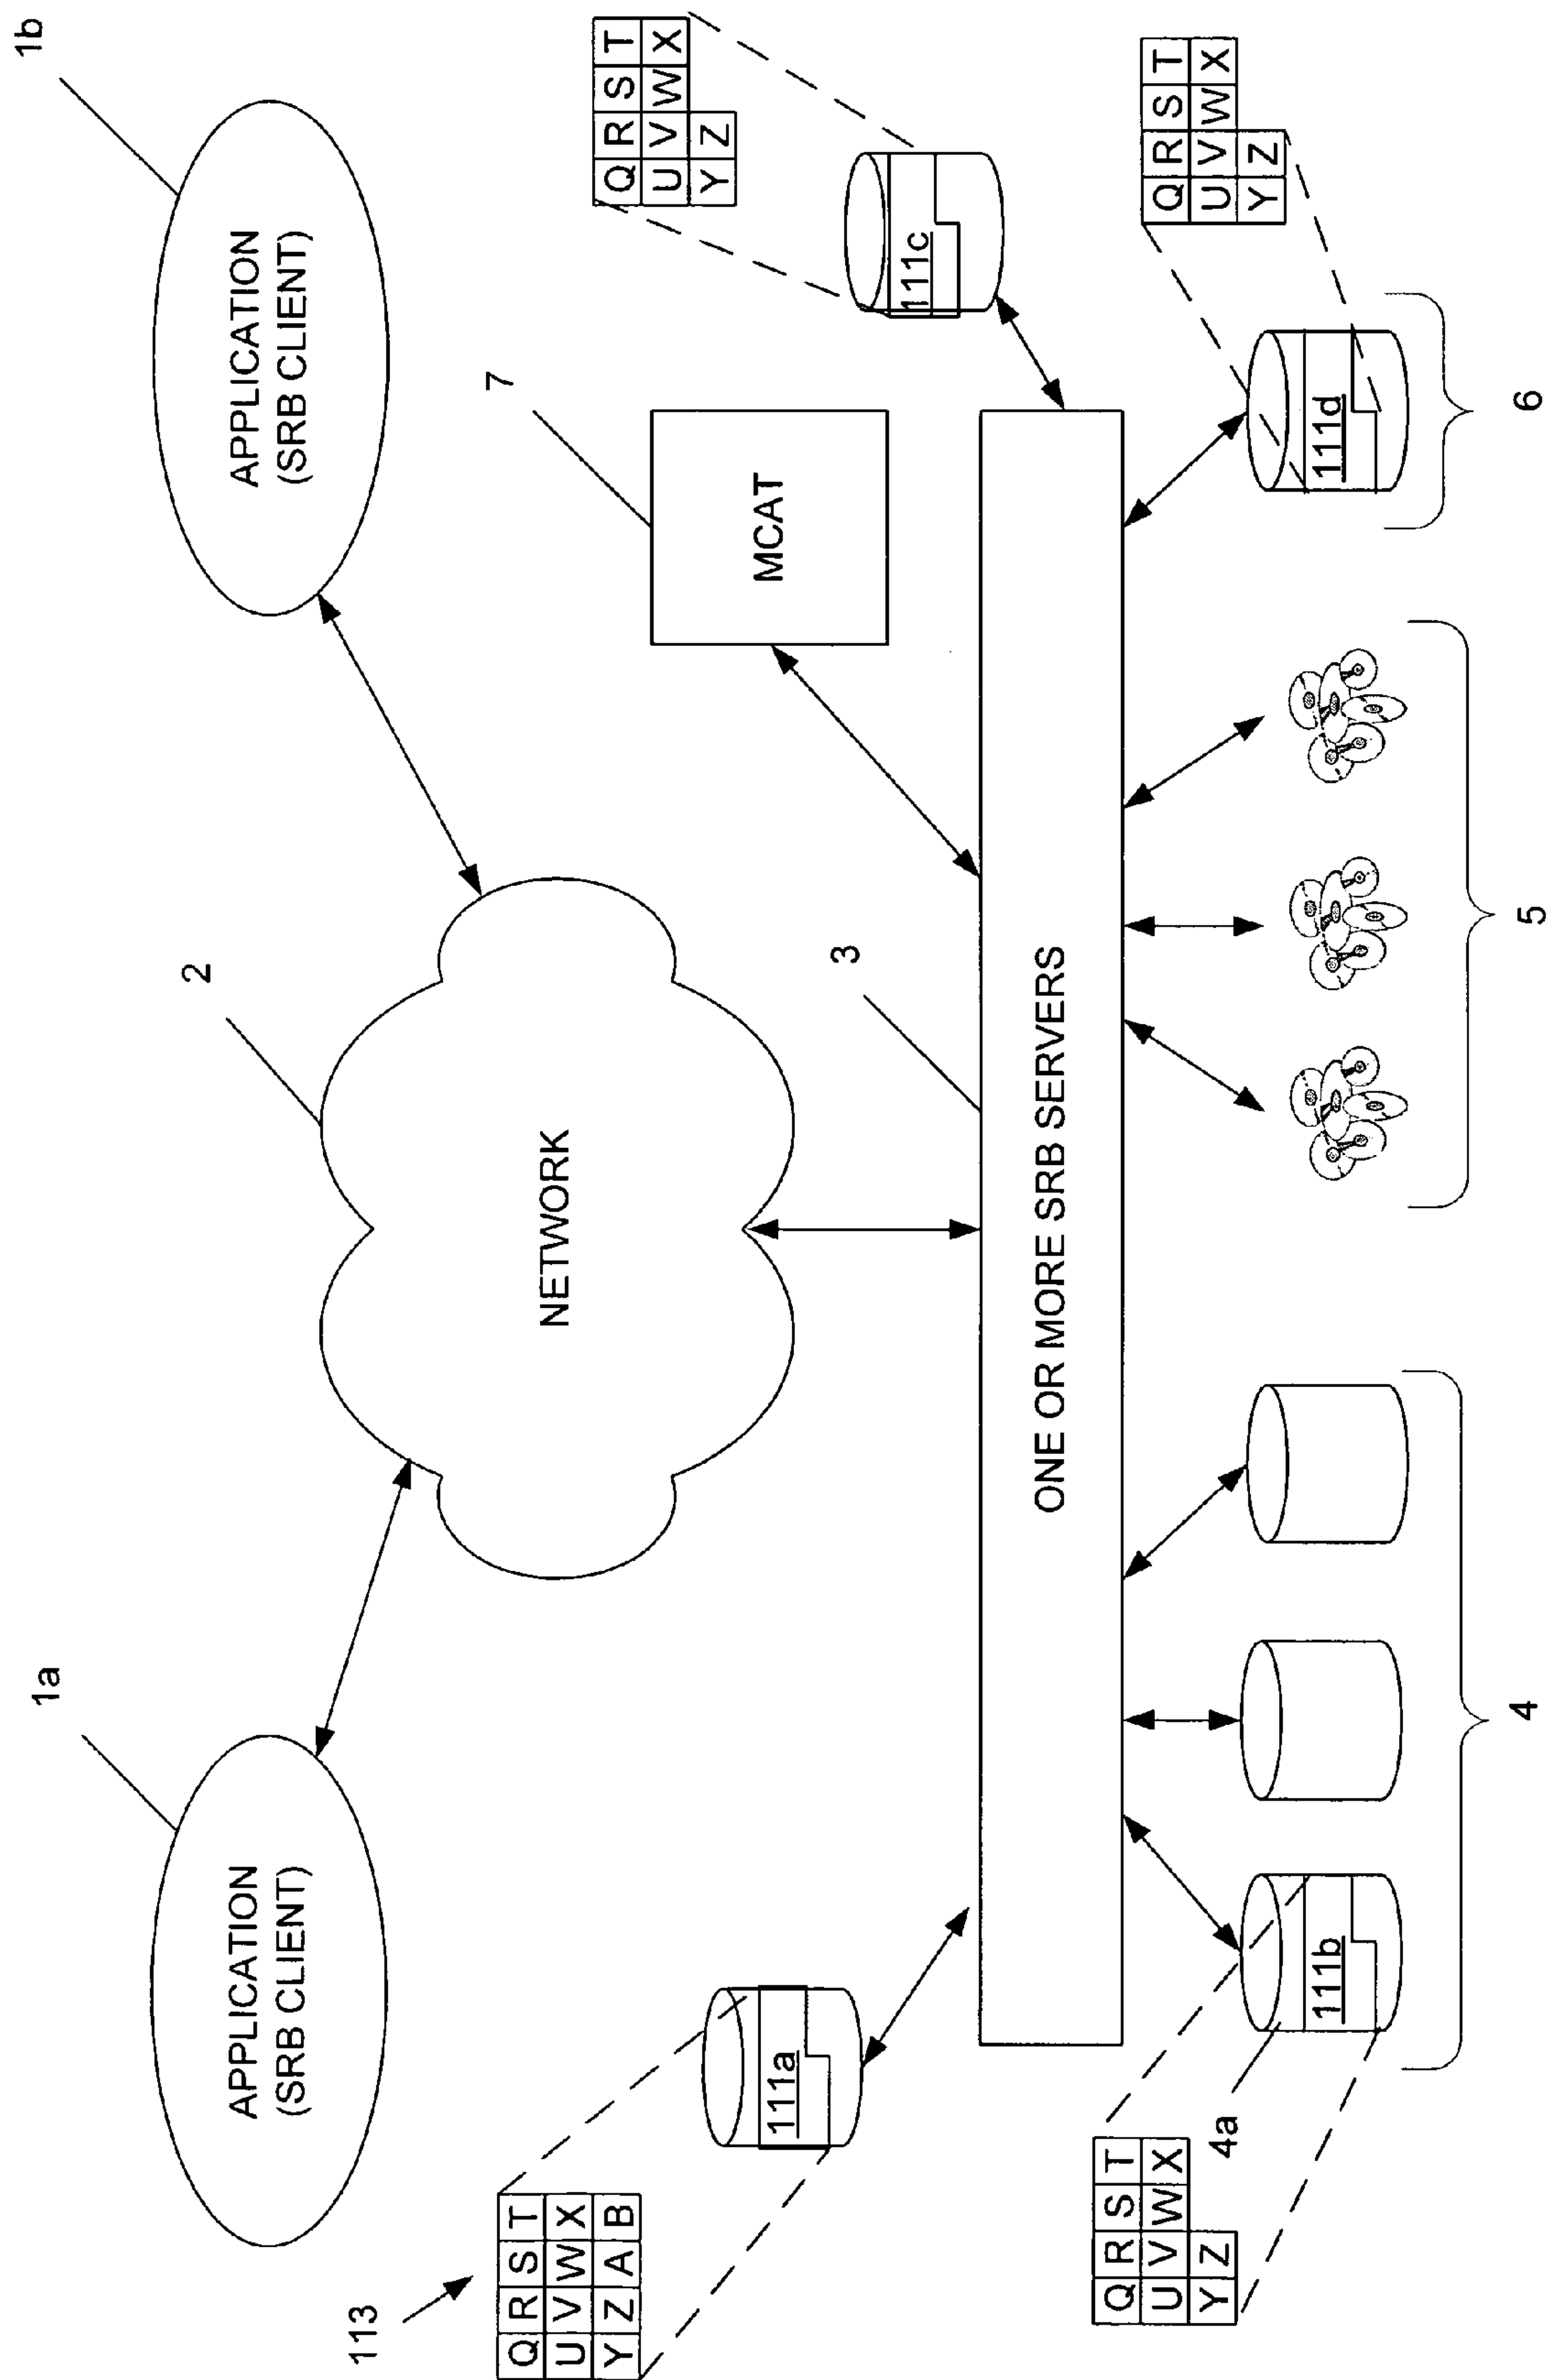 1a
1b
APPLICATION
(SRB CLIENT)
APPLICATION
(SRB CLIENT)
2
NETWORK
7
MCAT
113
Q R S T
U V W X
Y Z A B
111a
Q R S T
U V W X
Y Z
111c
3
ONE OR MORE SRB SERVERS
Q R S T
U V W X
Y Z
4a
111b
Q R S T
U V W X
Y Z
111d
4
5
6